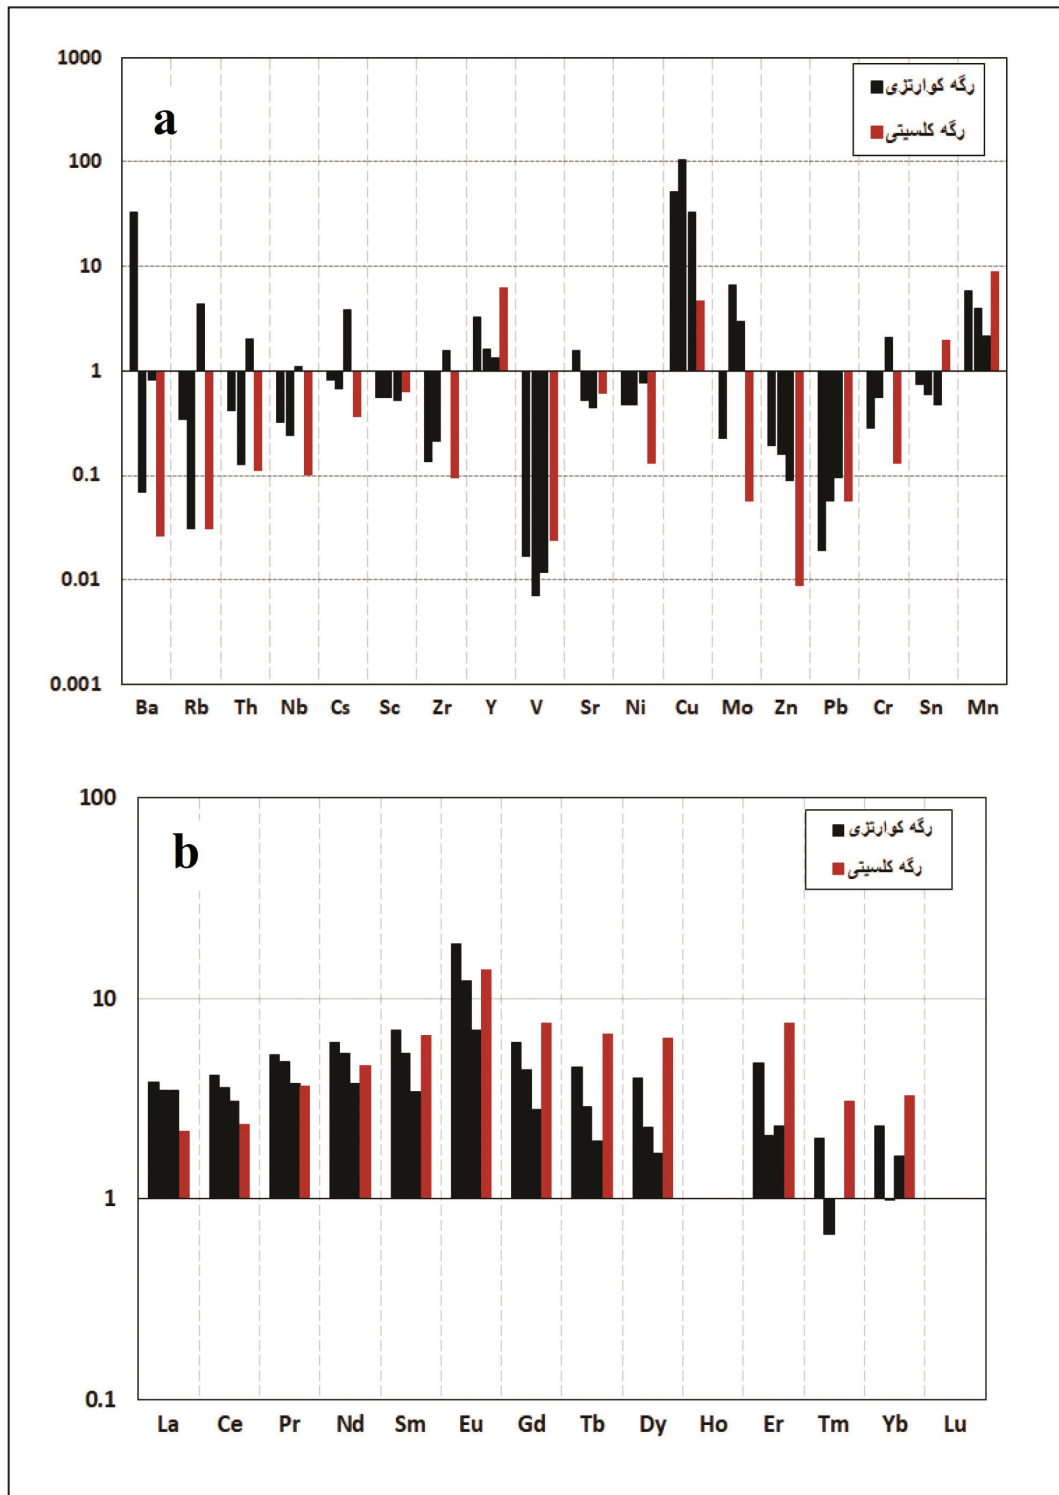 1000
100
10
1
0.1
0.01
0.001
a
رگه کوارتزی
رگه کلسیتی
Ba Rb Th Nb Cs Sc Zr Y V Sr Ni Cu Mo Zn Pb Cr Sn Mn
100
10
1
0.1
b
رگه کوارتزی
رگه کلسیتی
La Ce Pr Nd Sm Eu Gd Tb Dy Ho Er Tm Yb Lu